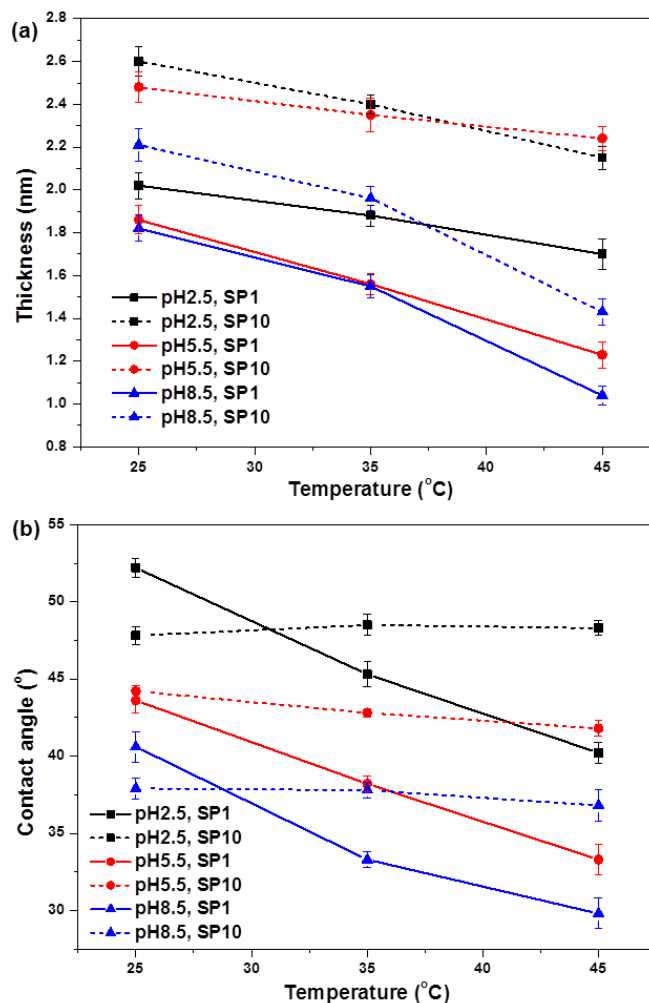 (a)
2.8
2.6
2.4
2.2
2.0
1.8
1.6
1.4
1.2
1.0
0.8
Thickness (nm)
pH2.5, SP1
pH2.5, SP10
pH5.5, SP1
pH5.5, SP10
pH8.5, SP1
pH8.5, SP10
25 30 35 40 45
Temperature (°C)
(b)
55
50
45
40
35
30
Contact angle (°)
pH2.5, SP1
pH2.5, SP10
pH5.5, SP1
pH5.5, SP10
pH8.5, SP1
pH8.5, SP10
25 30 35 40 45
Temperature (°C)